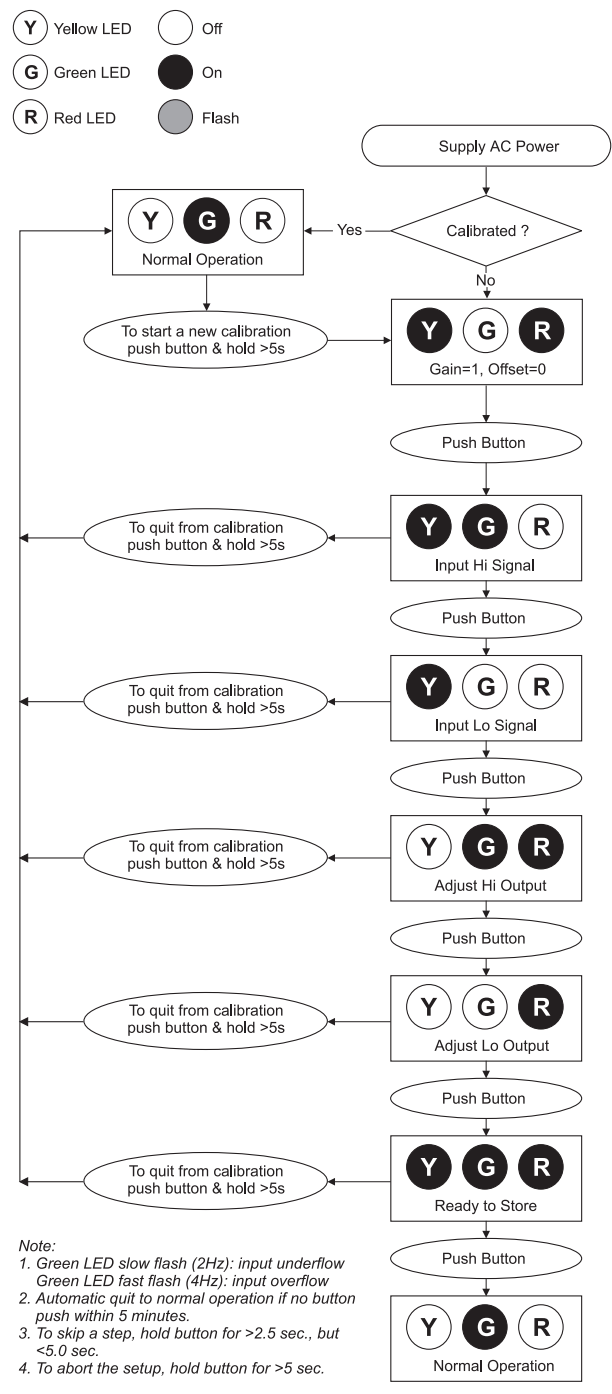 Y Yellow LED
Off
G Green LED
On
R Red LED
Flash
Supply AC Power
Calibrated ?
Yes
No
Y G R
Normal Operation
To start a new calibration
push button & hold >5s
Y G R
Gain=1, Offset=0
Push Button
Y G R
Input Hi Signal
To quit from calibration
push button & hold >5s
Push Button
Y G R
Input Lo Signal
To quit from calibration
push button & hold >5s
Push Button
Y G R
Adjust Hi Output
To quit from calibration
push button & hold >5s
Push Button
Y G R
Adjust Lo Output
To quit from calibration
push button & hold >5s
Push Button
Y G R
Ready to Store
To quit from calibration
push button & hold >5s
Push Button
Y G R
Normal Operation
Note:
1. Green LED slow flash (2Hz): input underflow
Green LED fast flash (4Hz): input overflow
2. Automatic quit to normal operation if no button
push within 5 minutes.
3. To skip a step, hold button for >2.5 sec., but
<5.0 sec.
4. To abort the setup, hold button for >5 sec.